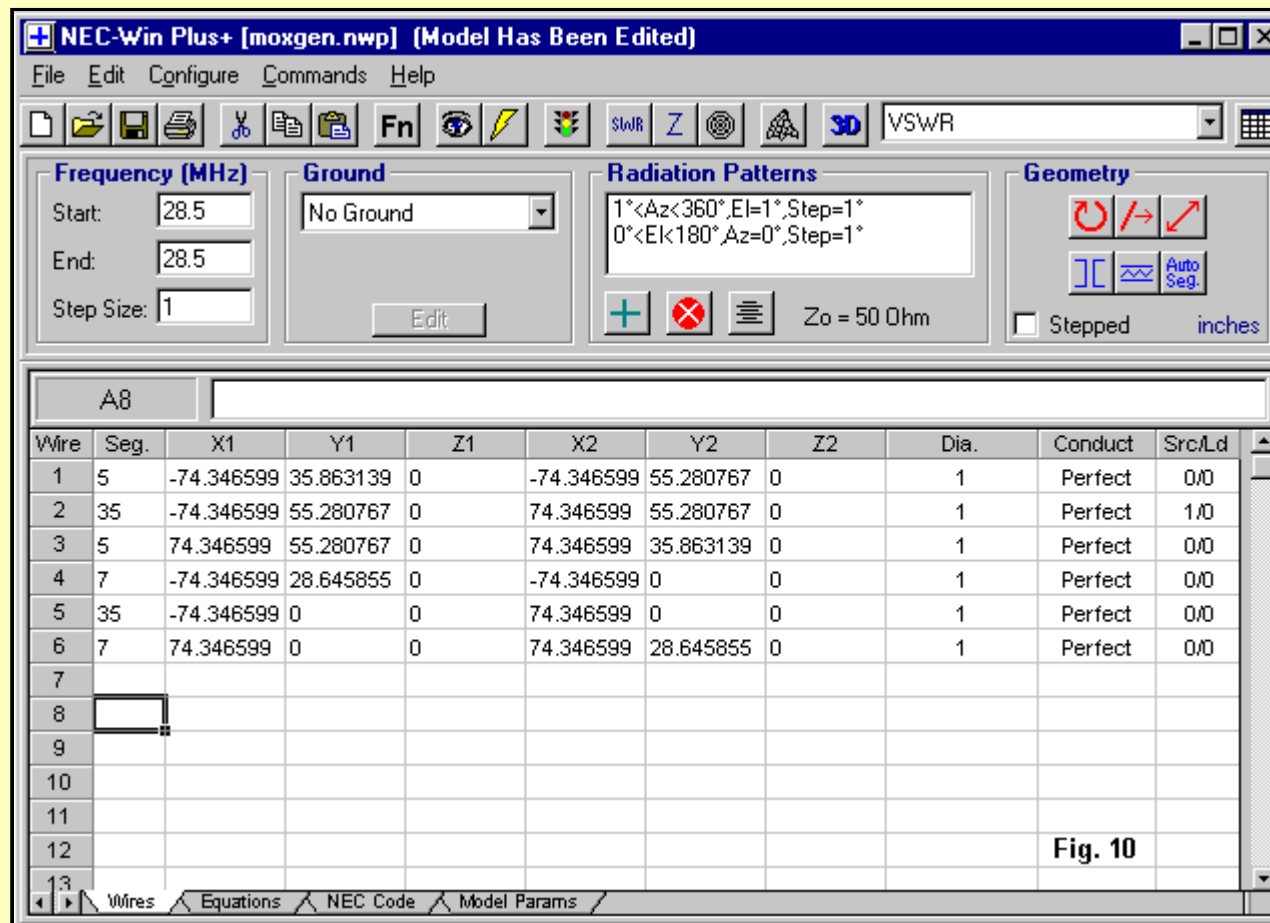 NEC-Win Plus+ [moxgen.nwp] (Model Has Been Edited)
File Edit Configure Commands Help
Fn SWR Z 3D VSWR
Frequency (MHz)
Start: 28.5
End: 28.5
Step Size: 1
Ground
No Ground
Edit
Radiation Patterns
1°<Az<360°,El=1°,Step=1°
0°<El<180°,Az=0°,Step=1°
Zo = 50 Ohm
Geometry
Auto Seg.
Stepped inches
A8
Wire Seg. X1 Y1 Z1 X2 Y2 Z2 Dia. Conduct Src/Ld
1 5 -74.346599 35.863139 0 -74.346599 55.280767 0 1 Perfect 0/0
2 35 -74.346599 55.280767 0 74.346599 55.280767 0 1 Perfect 1/0
3 5 74.346599 55.280767 0 74.346599 35.863139 0 1 Perfect 0/0
4 7 -74.346599 28.645855 0 -74.346599 0 0 1 Perfect 0/0
5 35 -74.346599 0 0 74.346599 0 0 1 Perfect 0/0
6 7 74.346599 0 0 74.346599 28.645855 0 1 Perfect 0/0
7
8
9
10
11
12 Fig. 10
13
Wires Equations NEC Code Model Params